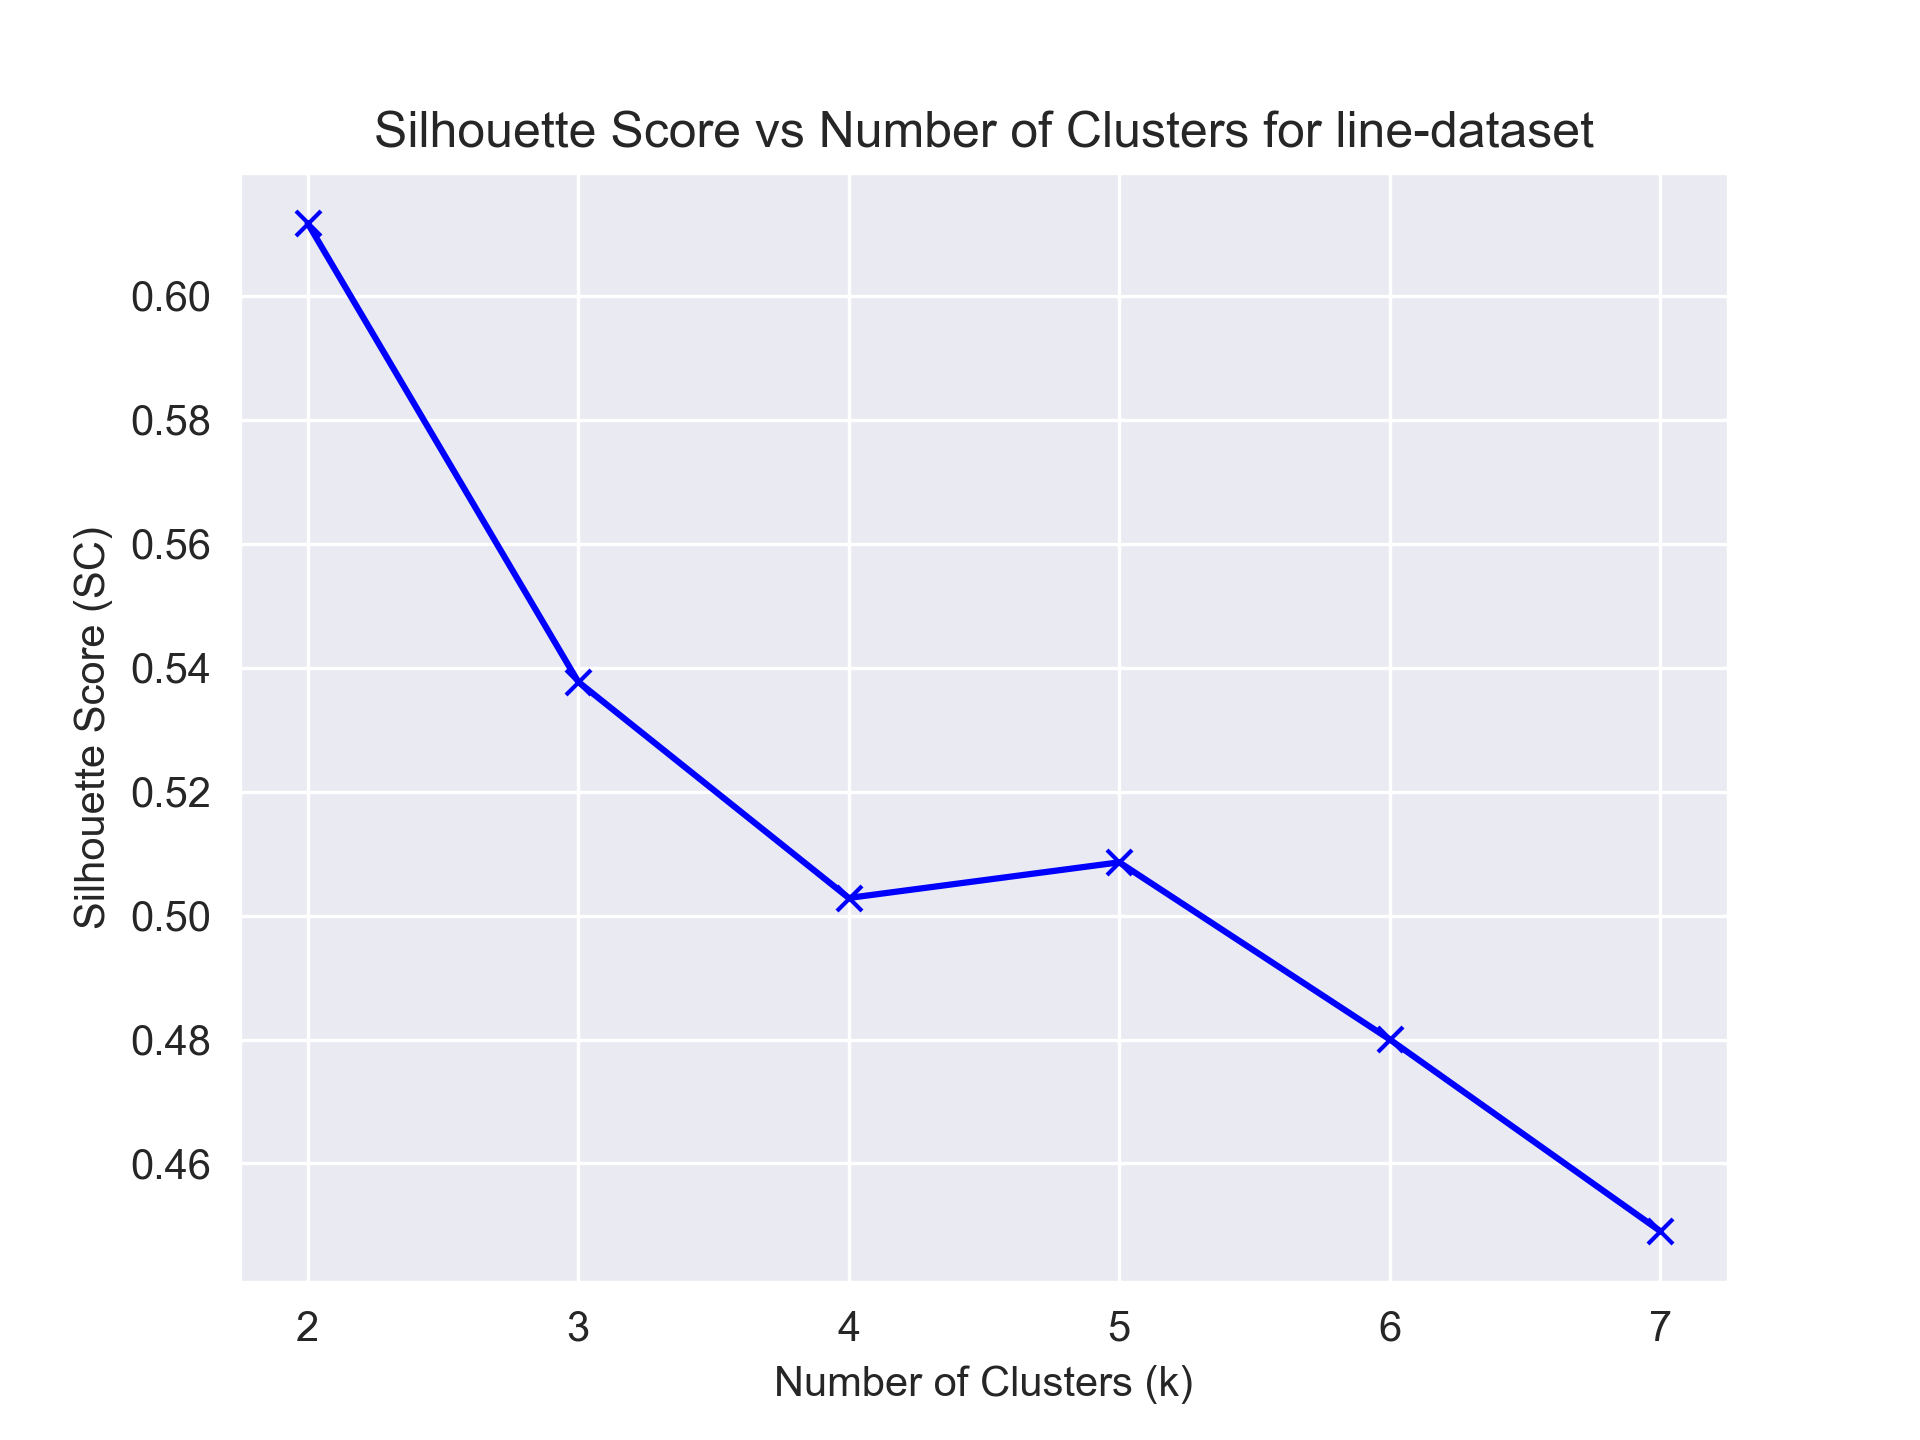 Silhouette Score vs Number of Clusters for line-dataset
Silhouette Score (SC)
0.60
0.58
0.56
0.54
0.52
0.50
0.48
0.46
2 3 4 5 6 7
Number of Clusters (k)